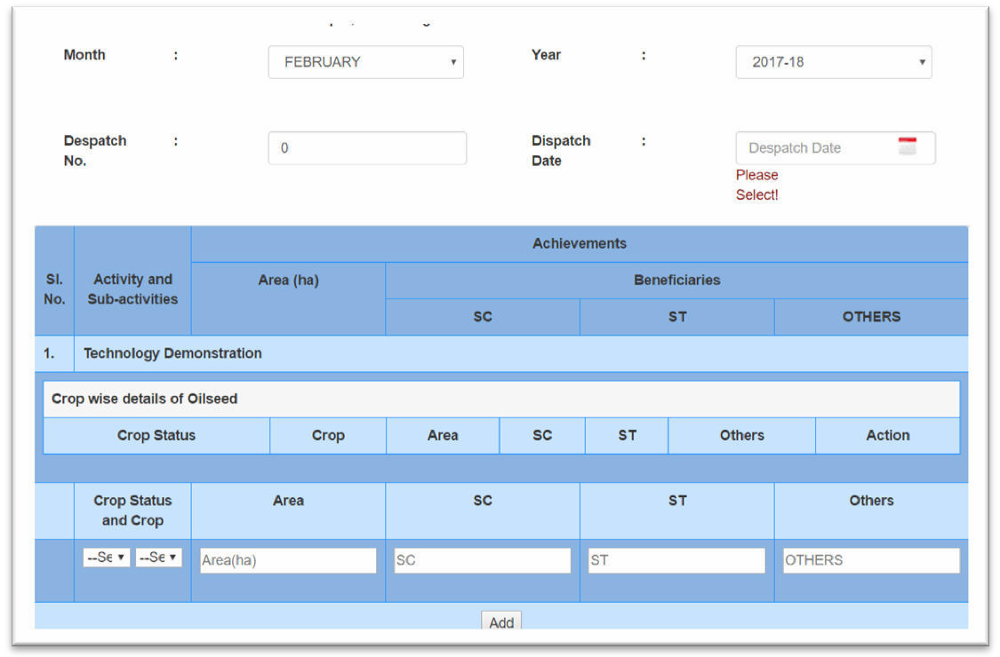 Month : FEBRUARY Year : 2017-18
Despatch No. : 0 Dispatch Date : Despatch Date
Please
Select!
Achievements
Sl. No. Activity and Sub-activities Area (ha) Beneficiaries
SC ST OTHERS
1. Technology Demonstration
Crop wise details of Oilseed
Crop Status Crop Area SC ST Others Action
Crop Status and Crop Area SC ST Others
--Se --Se Area(ha) SC ST OTHERS
Add